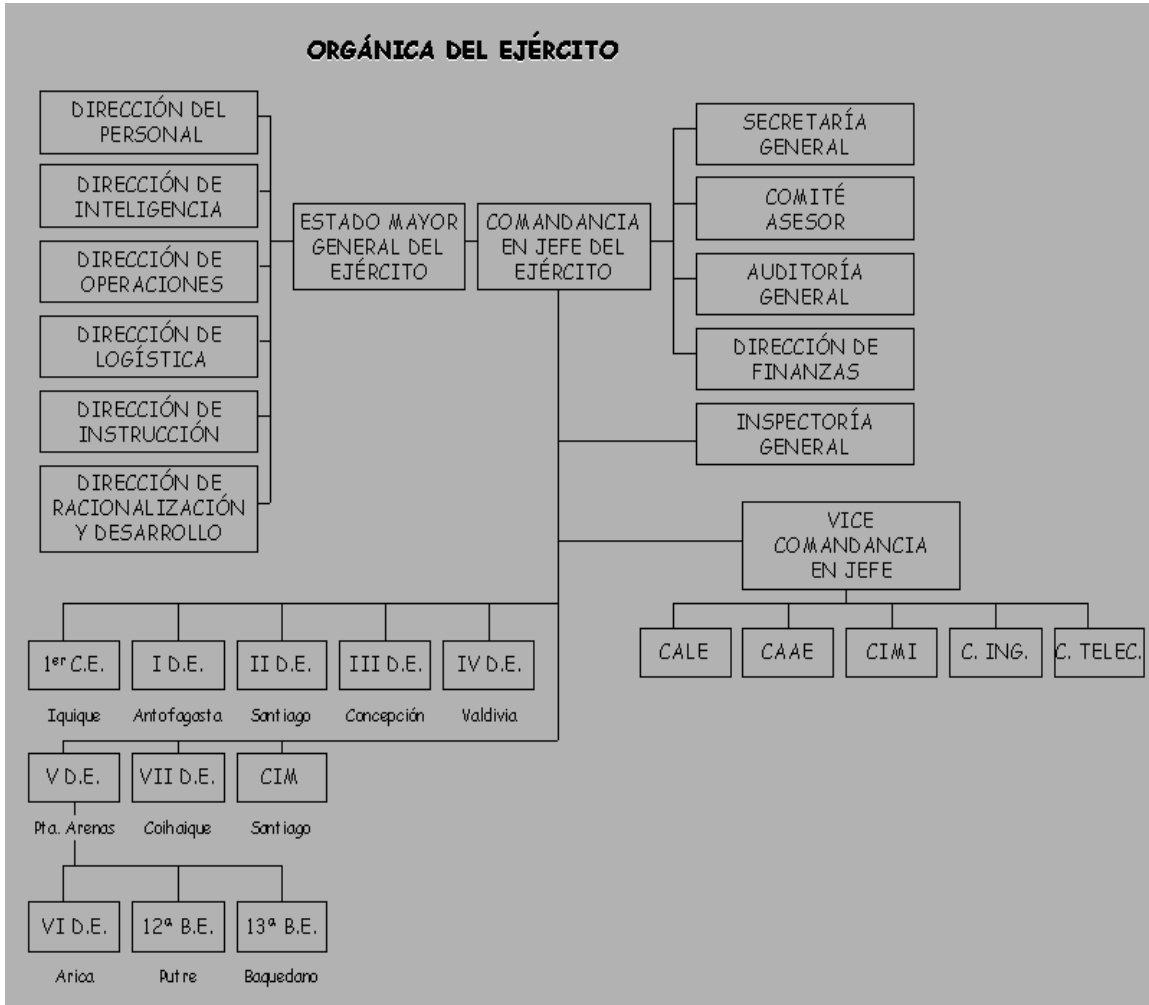 ORGÁNICA DEL EJÉRCITO
DIRECCIÓN DEL
PERSONAL
DIRECCIÓN DE
INTELIGENCIA
DIRECCIÓN DE
OPERACIONES
DIRECCIÓN DE
LOGÍSTICA
DIRECCIÓN DE
INSTRUCCIÓN
DIRECCIÓN DE
RACIONALIZACIÓN
Y DESARROLLO
ESTADO MAYOR
GENERAL DEL
EJÉRCITO
COMANDANCIA
EN JEFE DEL
EJÉRCITO
SECRETARÍA
GENERAL
COMITÉ
ASESOR
AUDITORÍA
GENERAL
DIRECCIÓN DE
FINANZAS
INSPECTORÍA
GENERAL
VICE
COMANDANCIA
EN JEFE
CALE
CAAE
CIMI
C. ING.
C. TELEC.
1er C.E.
I D.E.
II D.E.
III D.E.
IV D.E.
Iquique
Antofagasta
Santiago
Concepción
Valdivia
V D.E.
VII D.E.
CIM
Pta. Arenas
Coihaique
Santiago
VI D.E.
12ª B.E.
13ª B.E.
Arica
Putre
Baquedano